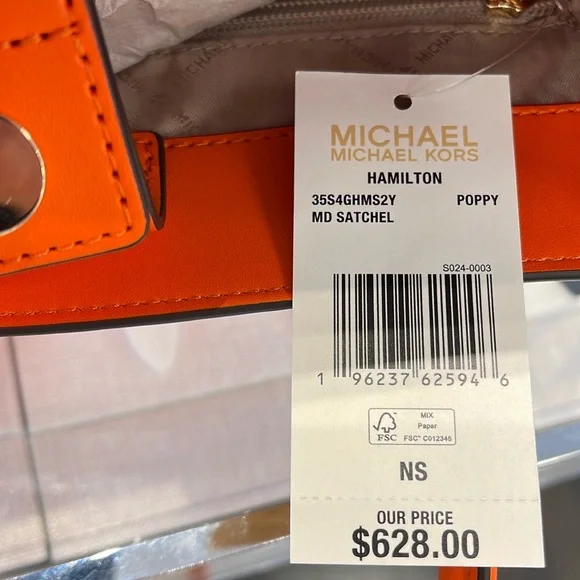 MICHAEL
MICHAEL
MICHAEL KORS
HAMILTON
35S4GHMS2Y POPPY
MD SATCHEL
S024-0003
1 96237 62594 6
FSC
MIX
Paper
FSC® C012345
NS
OUR PRICE
$628.00